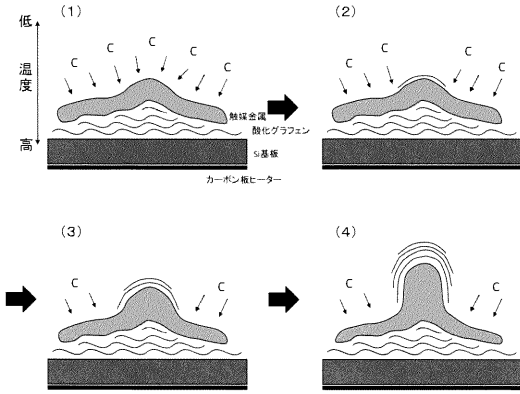 (1)
(2)
低
温度
高
C C C C C C C
触媒金属
酸化グラフェン
Si基板
カーボン板ヒーター
C C C C
(3)
(4)
C C
C C